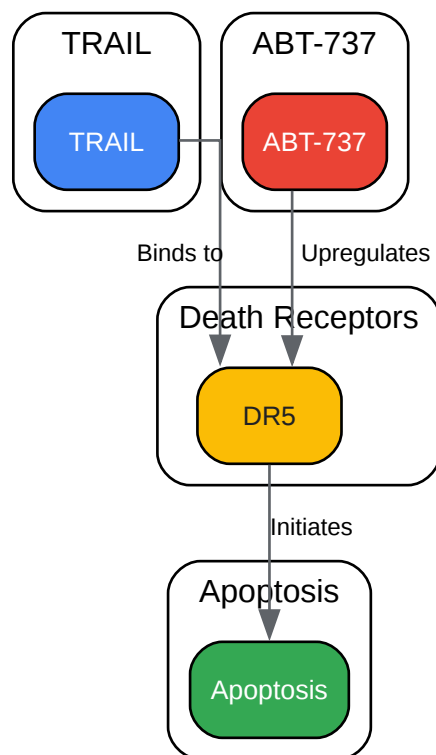 TRAIL
ABT-737
TRAIL
ABT-737
Binds to
Upregulates
Death Receptors
DR5
Initiates
Apoptosis
Apoptosis